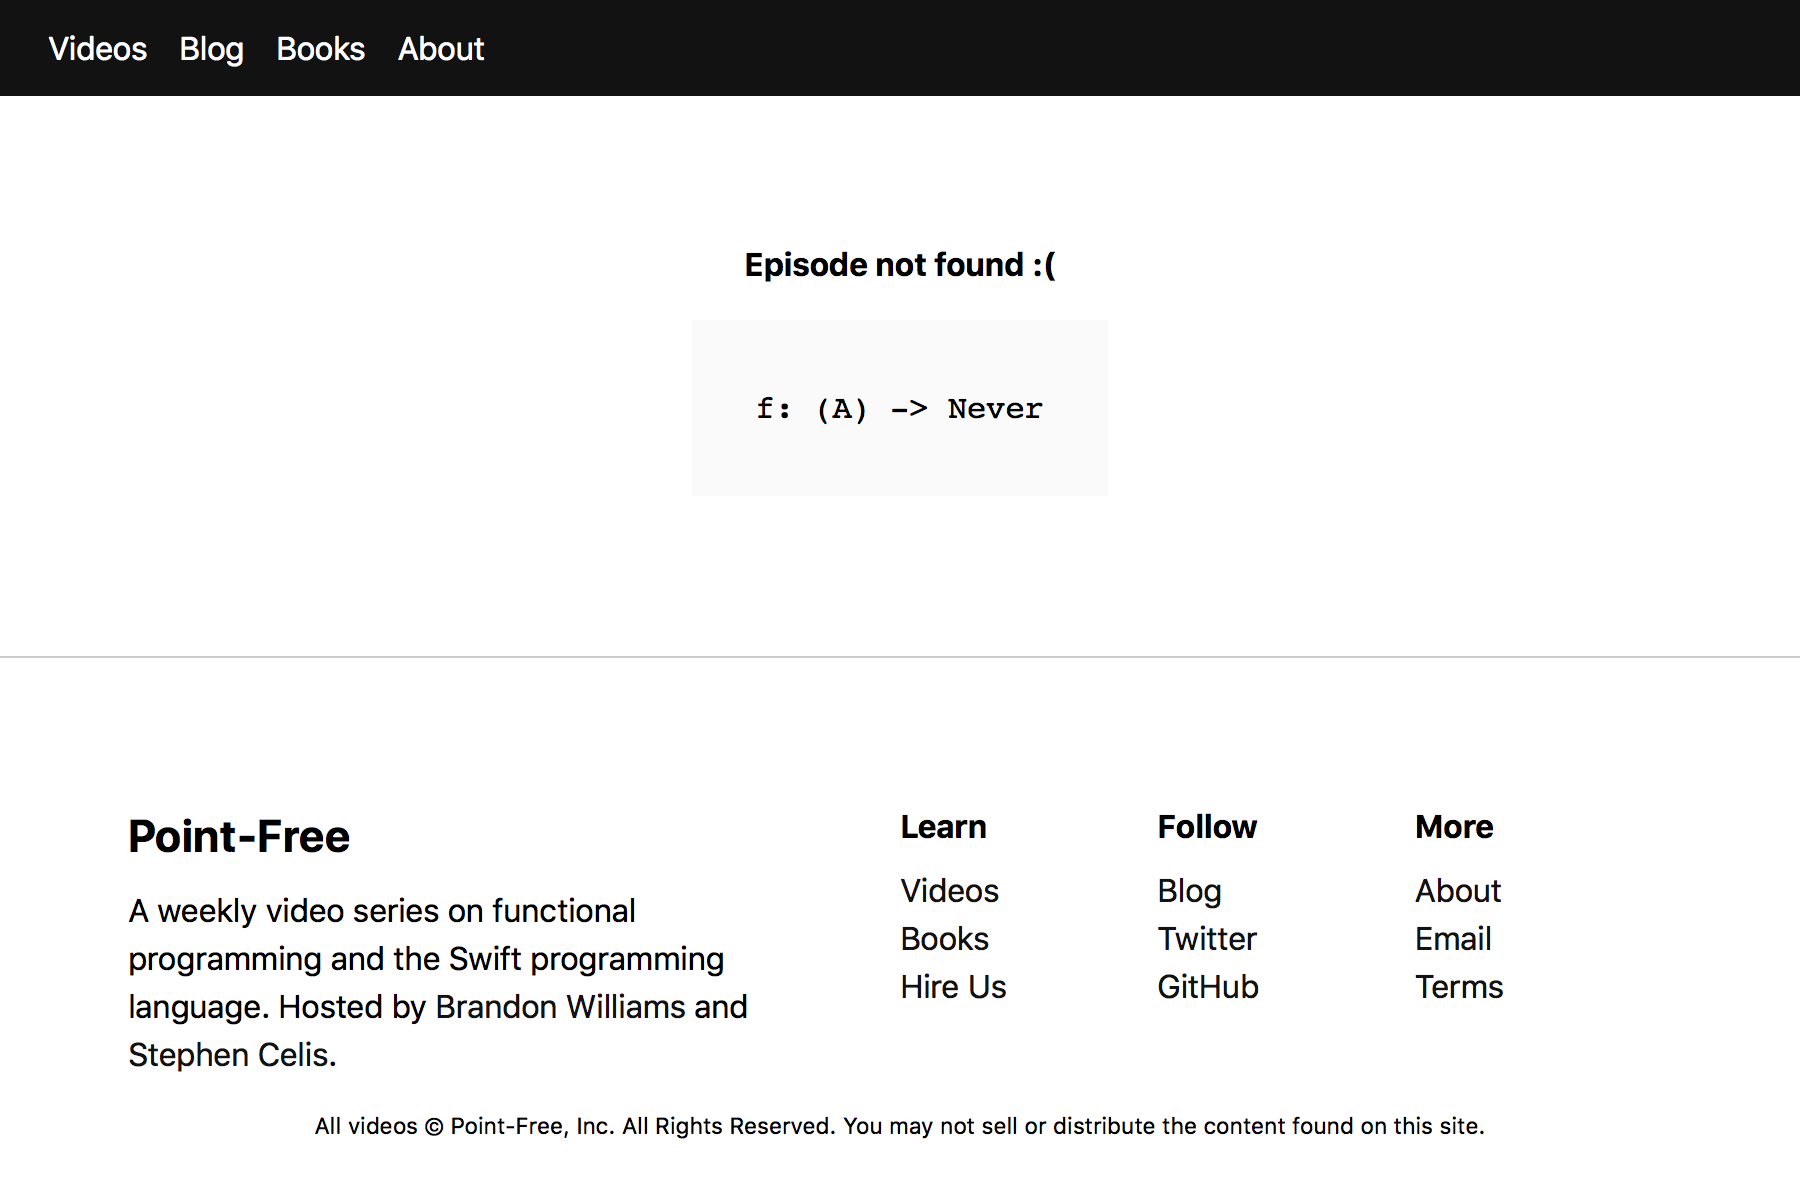 Videos Blog Books About
Episode not found :(
f: (A) -> Never
Point-Free
A weekly video series on functional
programming and the Swift programming
language. Hosted by Brandon Williams and
Stephen Celis.
Learn
Videos
Books
Hire Us
Follow
Blog
Twitter
GitHub
More
About
Email
Terms
All videos © Point-Free, Inc. All Rights Reserved. You may not sell or distribute the content found on this site.